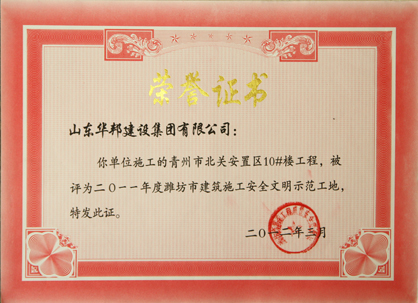 荣誉证书
山东华邦建设集团有限公司：
你单位施工的青州市北关安置区10#楼工程，被
评为二〇一一年度潍坊市建筑施工安全文明示范工地，
特发此证。
二〇一二年三月